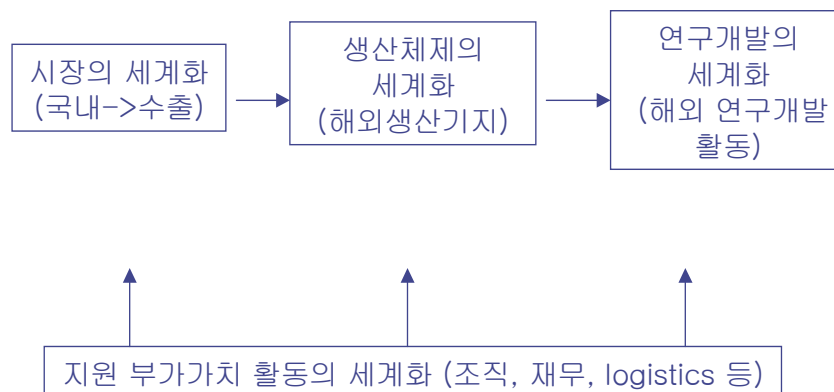 시장의 세계화
(국내->수출)
생산체제의
세계화
(해외생산기지)
연구개발의
세계화
(해외 연구개발
활동)
지원 부가가치 활동의 세계화 (조직, 재무, logistics 등)